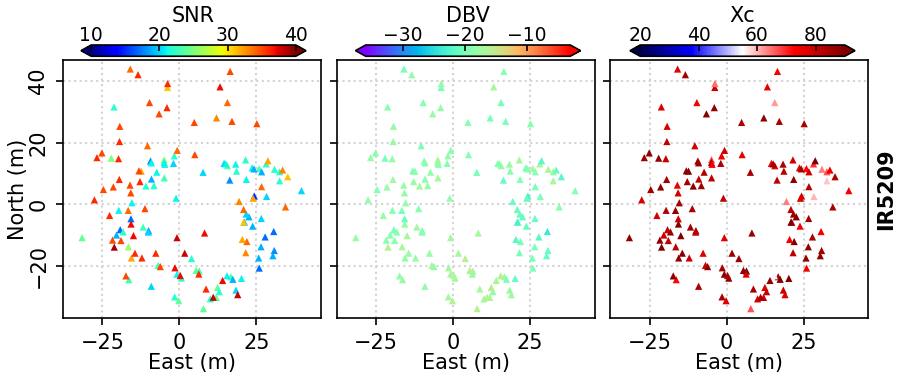 SNR DBV Xc
10 20 30 40 −30 −20 −10 20 40 60 80
40
20
0
−20
North (m)
−25 0 25 −25 0 25 −25 0 25
East (m) East (m) East (m)
IR5209